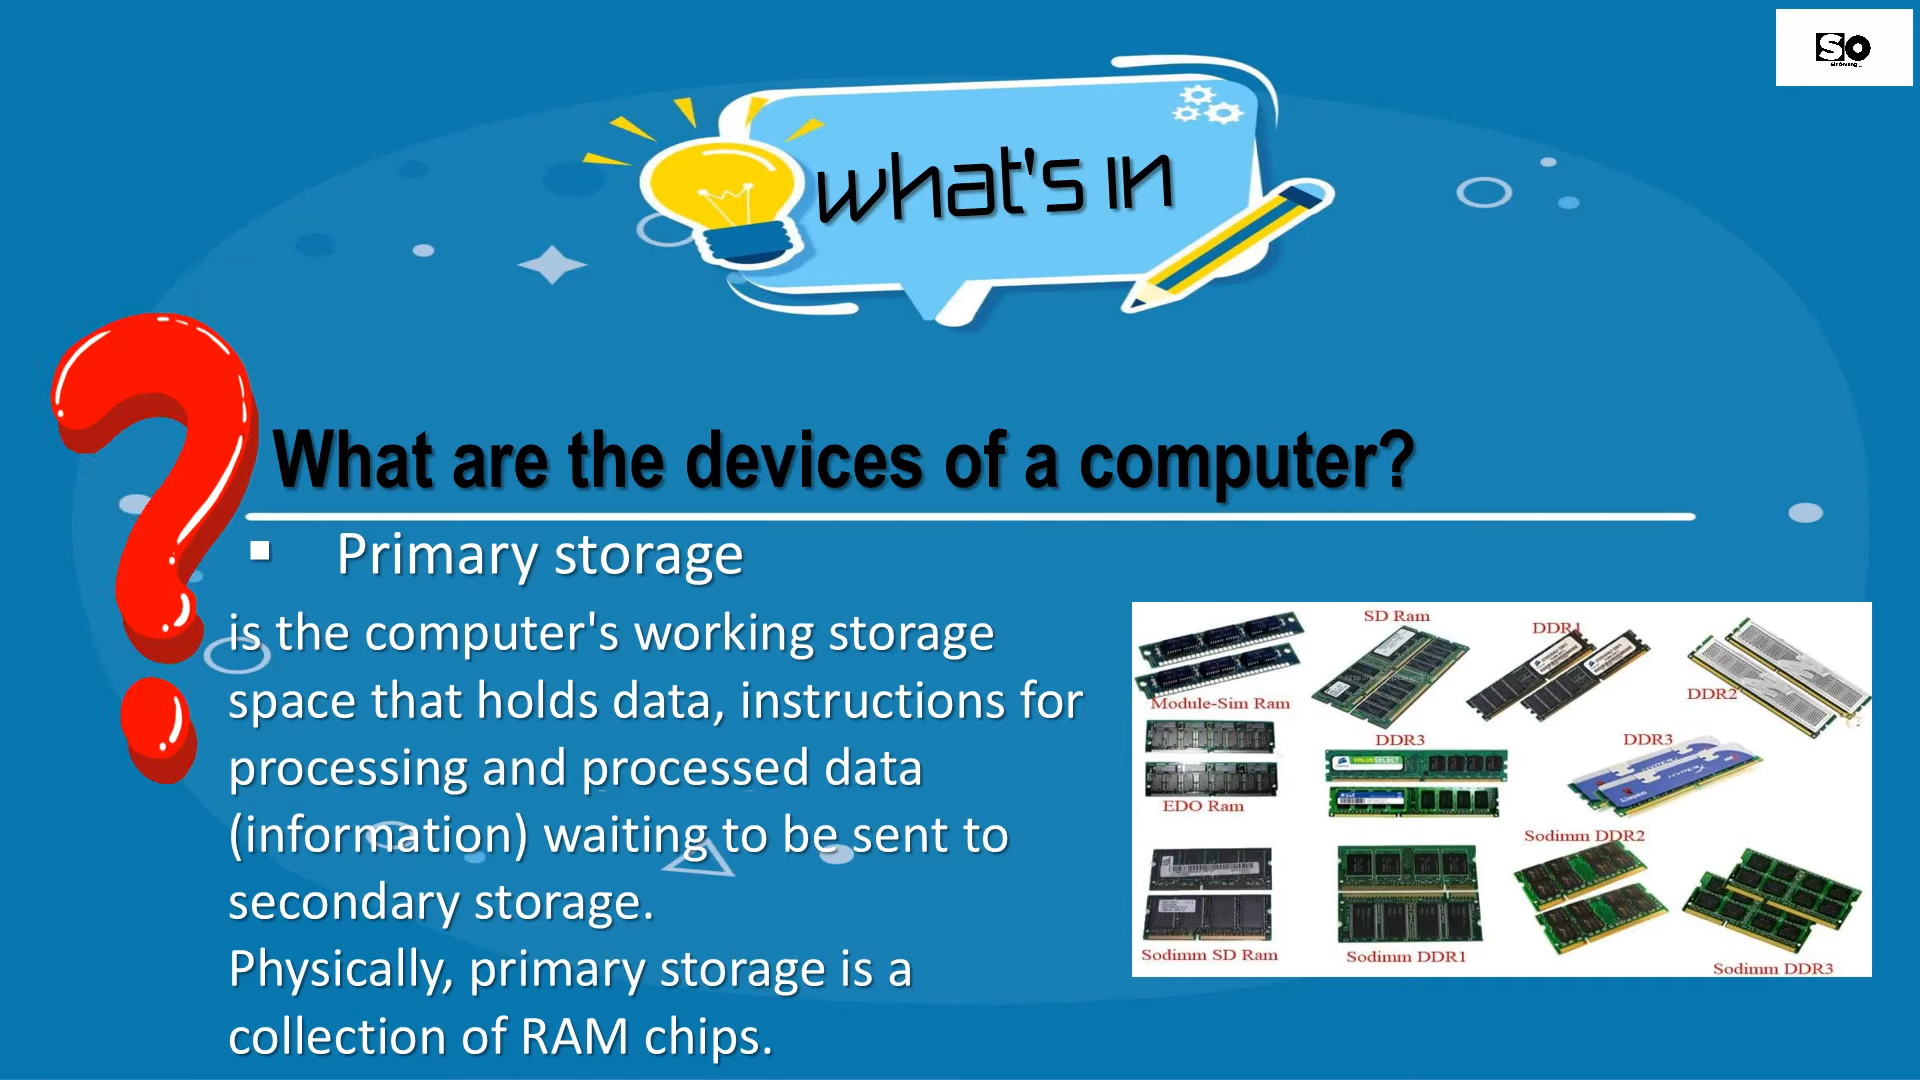 SO
what's in
What are the devices of a computer?
▪ Primary storage
is the computer's working storage
space that holds data, instructions for
processing and processed data
(information) waiting to be sent to
secondary storage.
Physically, primary storage is a
collection of RAM chips.
SD Ram
DDR1
DDR2
Module-Sim Ram
DDR3
DDR3
VALUESELECT
EDO Ram
Sodimm DDR2
Sodimm SD Ram
Sodimm DDR1
Sodimm DDR3